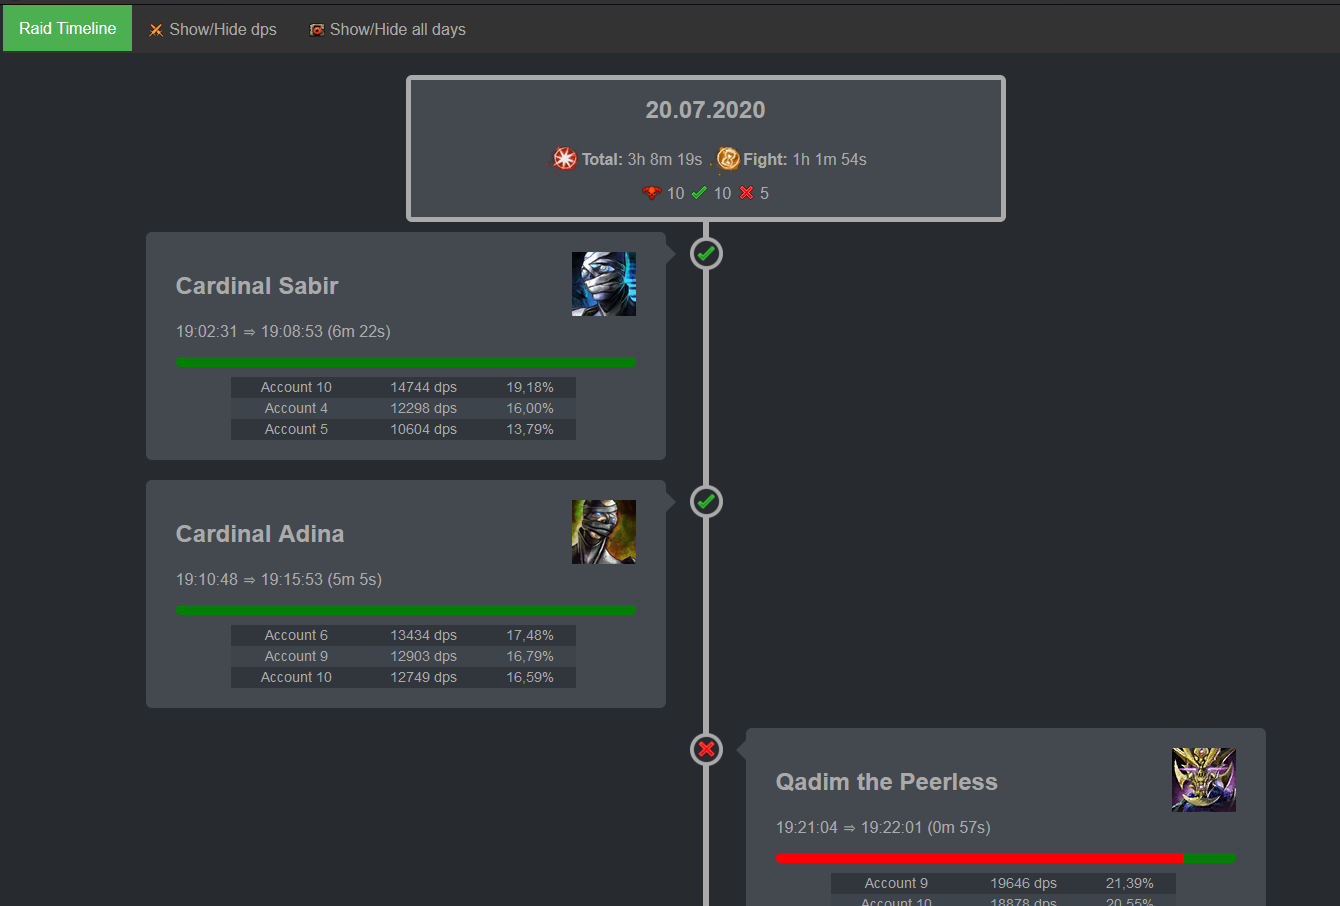 Raid Timeline Show/Hide dps Show/Hide all days
20.07.2020
Total: 3h 8m 19s Fight: 1h 1m 54s
10 10 5
Cardinal Sabir
19:02:31 ⇒ 19:08:53 (6m 22s)
Account 10 14744 dps 19,18%
Account 4 12298 dps 16,00%
Account 5 10604 dps 13,79%
Cardinal Adina
19:10:48 ⇒ 19:15:53 (5m 5s)
Account 6 13434 dps 17,48%
Account 9 12903 dps 16,79%
Account 10 12749 dps 16,59%
Qadim the Peerless
19:21:04 ⇒ 19:22:01 (0m 57s)
Account 9 19646 dps 21,39%
Account 10 18878 dps 20,55%